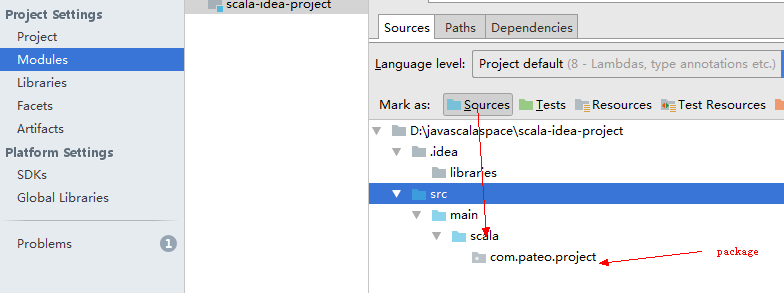 scala-idea-project
Project Settings
Project
Modules
Libraries
Facets
Artifacts
Platform Settings
SDKs
Global Libraries
Problems 1
Sources Paths Dependencies
Language level: Project default (8 - Lambdas, type annotations etc.)
Mark as: Sources Tests Resources Test Resources
D:\javascalaspace\scala-idea-project
.idea
libraries
src
main
scala
com.pateo.project
package